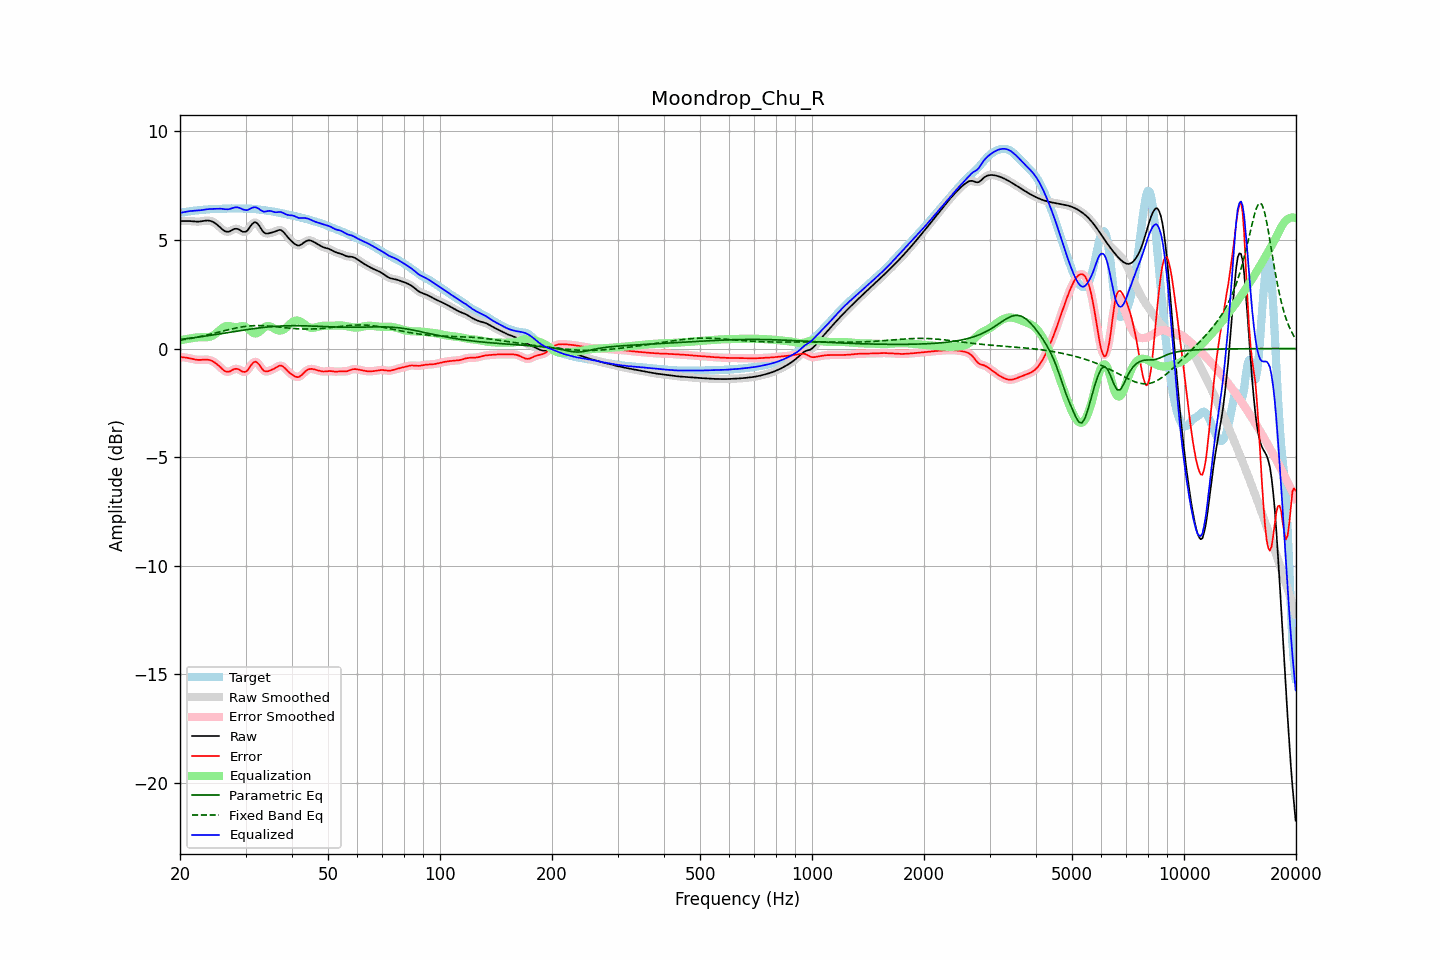 Moondrop_Chu_R
Amplitude (dBr)
10
5
0
−5
−10
−15
−20
Target
Raw Smoothed
Error Smoothed
Raw
Error
Equalization
Parametric Eq
Fixed Band Eq
Equalized
20
50
100
200
500
1000
2000
5000
10000
20000
Frequency (Hz)